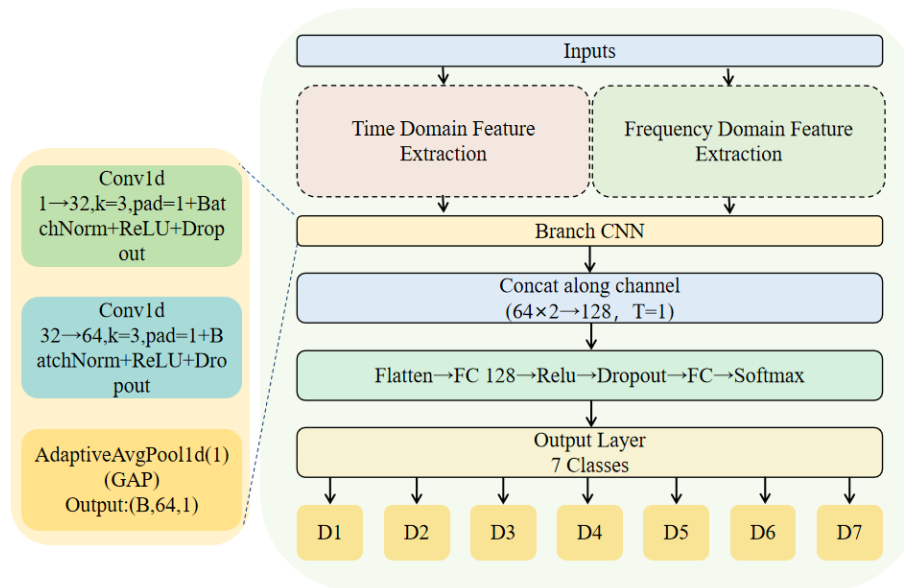 Inputs
Time Domain Feature
Extraction
Frequency Domain Feature
Extraction
Branch CNN
Concat along channel
(64×2→128，T=1)
Flatten→FC 128→Relu→Dropout→FC→Softmax
Output Layer
7 Classes
D1
D2
D3
D4
D5
D6
D7
Conv1d
1→32,k=3,pad=1+Bat
chNorm+ReLU+Drop
out
Conv1d
32→64,k=3,pad=1+B
atchNorm+ReLU+Dro
pout
AdaptiveAvgPool1d(1)
(GAP)
Output:(B,64,1)